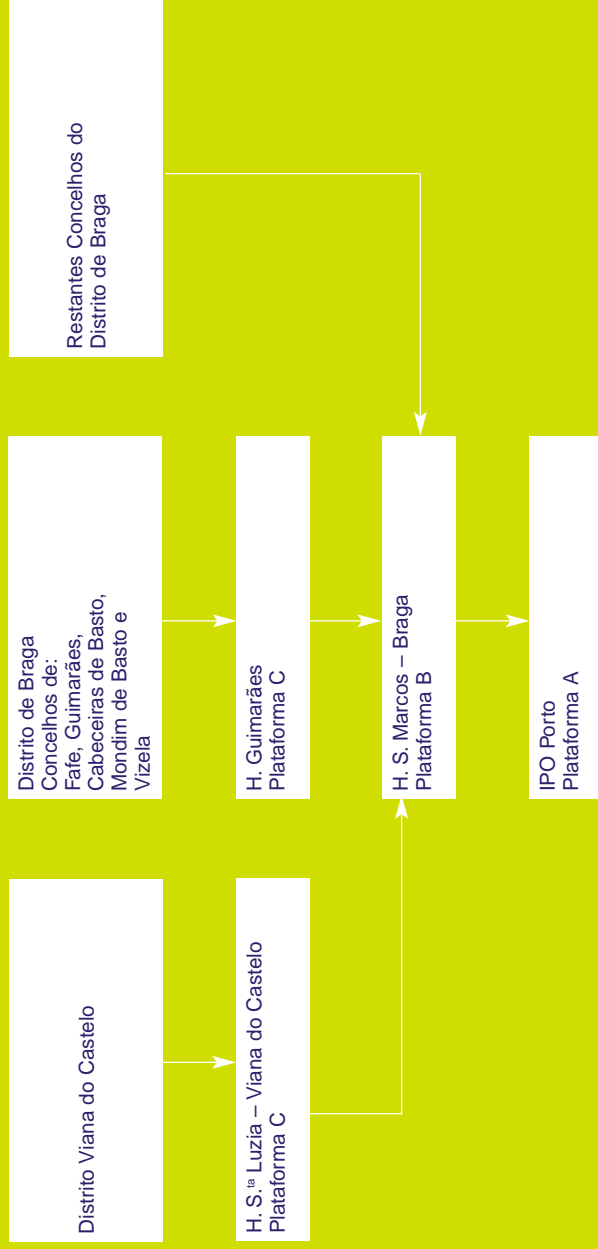 Distrito Viana do Castelo
Distrito de Braga
Concelhos de:
Fafe, Guimarães,
Cabeceiras de Basto,
Mondim de Basto e
Vizela
Restantes Concelhos do
Distrito de Braga
H. S.ta Luzia – Viana do Castelo
Plataforma C
H. Guimarães
Plataforma C
H. S. Marcos – Braga
Plataforma B
IPO Porto
Plataforma A